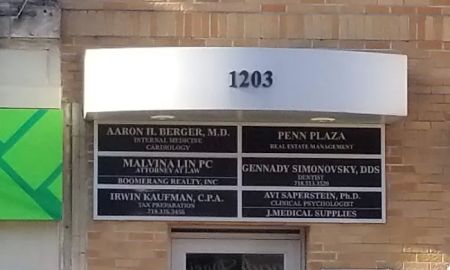 1203
AARON H. BERGER, M.D.
INTERNAL MEDICINE
CARDIOLOGY
PENN PLAZA
REAL ESTATE MANAGEMENT
MALVINA LIN PC
ATTORNEY AT LAW
BOOMERANG REALTY, INC
GENNADY SIMONOVSKY, DDS
DENTIST
IRWIN KAUFMAN, C.P.A.
TAX PREPARATION
AVI SAPERSTEIN, Ph.D.
CLINICAL PSYCHOLOGIST
J.MEDICAL SUPPLIES